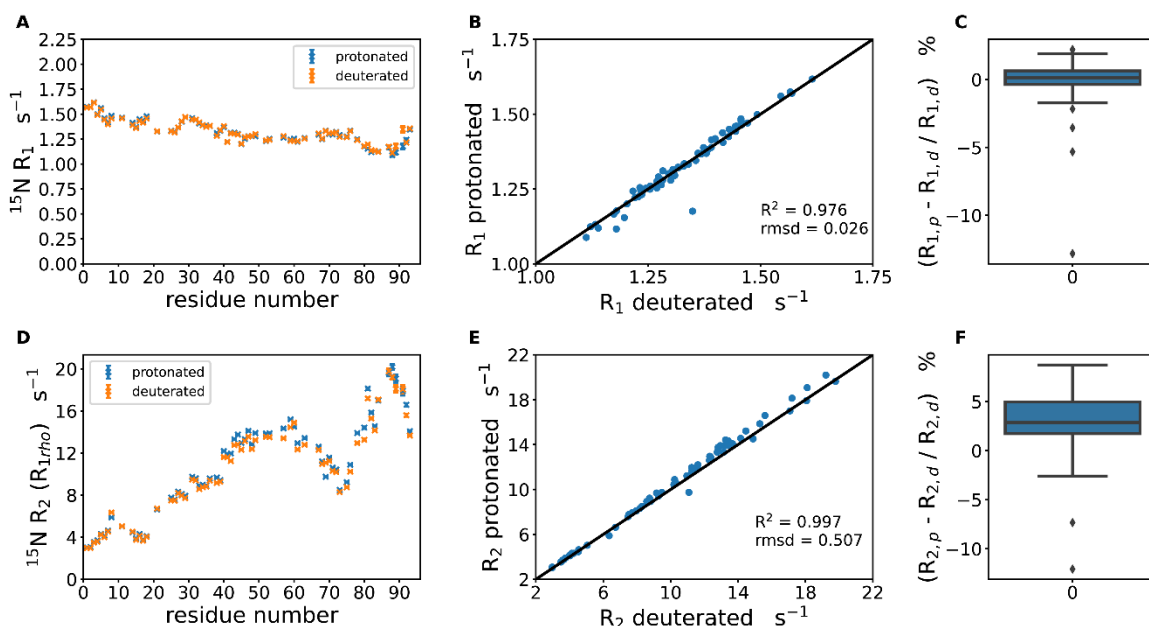 A
2.25
2.00
1.75
1.50
1.25
1.00
0.75
0.50
0.25
0.00
¹⁵N R₁ s⁻¹
protonated
deuterated
0 10 20 30 40 50 60 70 80 90
residue number
B
1.75
1.50
1.25
1.00
R₁ protonated s⁻¹
R² = 0.976
rmsd = 0.026
1.00 1.25 1.50 1.75
R₁ deuterated s⁻¹
C
(R₁,ₚ - R₁,d / R₁,d) %
0
−5
−10
0
D
20
16
12
8
4
0
¹⁵N R₂ (R₁rho) s⁻¹
protonated
deuterated
0 10 20 30 40 50 60 70 80 90
residue number
E
22
18
14
10
6
2
R₂ protonated s⁻¹
R² = 0.997
rmsd = 0.507
2 6 10 14 18 22
R₂ deuterated s⁻¹
F
(R₂,ₚ - R₂,d / R₂,d) %
5
0
−5
−10
0